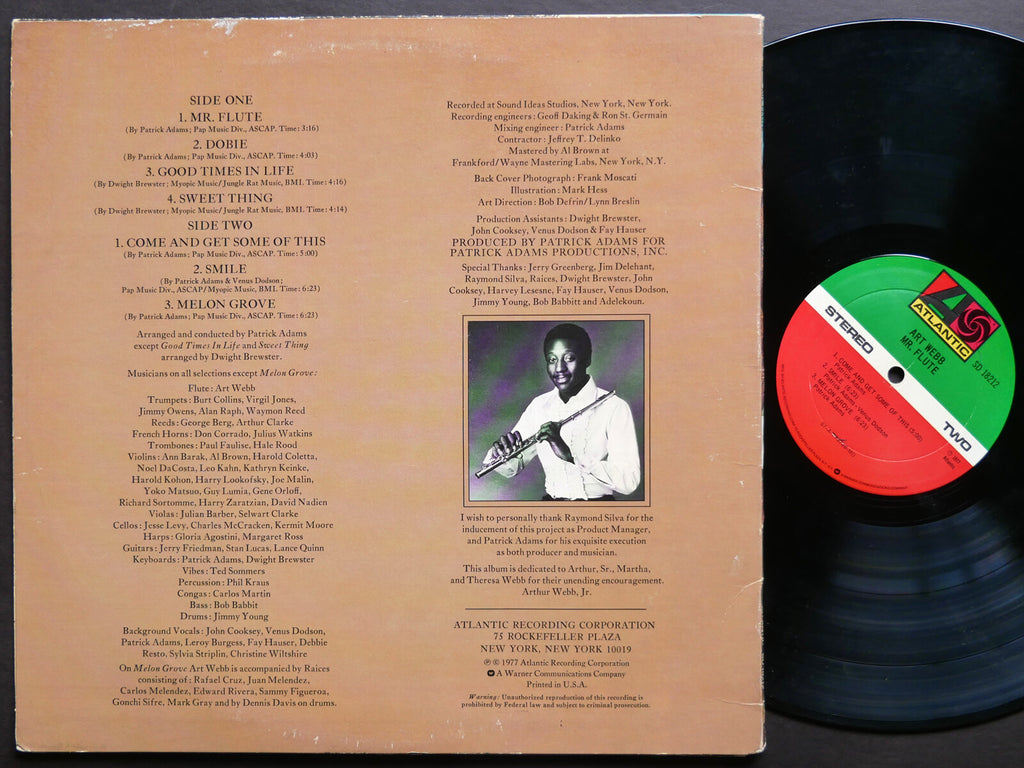 SIDE ONE
1. MR. FLUTE
(By Patrick Adams; Pap Music Div., ASCAP. Time: 3:16)
2. DOBIE
(By Patrick Adams; Pap Music Div., ASCAP. Time: 4:03)
3. GOOD TIMES IN LIFE
(By Dwight Brewster; Myopic Music/Jungle Rat Music, BMI. Time: 4:16)
4. SWEET THING
(By Dwight Brewster; Myopic Music/Jungle Rat Music, BMI. Time: 4:14)
SIDE TWO
1. COME AND GET SOME OF THIS
(By Patrick Adams; Pap Music Div., ASCAP. Time: 5:00)
2. SMILE
(By Patrick Adams & Venus Dodson;
Pap Music Div., ASCAP/Myopic Music, BMI. Time: 6:23)
3. MELON GROVE
(By Patrick Adams; Pap Music Div., ASCAP. Time: 6:23)
Arranged and conducted by Patrick Adams
except Good Times In Life and Sweet Thing
arranged by Dwight Brewster.
Musicians on all selections except Melon Grove:
Flute: Art Webb
Trumpets: Burt Collins, Virgil Jones,
Jimmy Owens, Alan Raph, Waymon Reed
Reeds: George Berg, Arthur Clarke
French Horns: Don Corrado, Julius Watkins
Trombones: Paul Faulise, Hale Rood
Violins: Ann Barak, Al Brown, Harold Coletta,
Noel DaCosta, Leo Kahn, Kathryn Keinke,
Harold Kohon, Harry Lookofsky, Joe Malin,
Yoko Matsuo, Guy Lumia, Gene Orloff,
Richard Sortomme, Harry Zaratzian, David Nadien
Violas: Julian Barber, Selwart Clarke
Cellos: Jesse Levy, Charles McCracken, Kermit Moore
Harps: Gloria Agostini, Margaret Ross
Guitars: Jerry Friedman, Stan Lucas, Lance Quinn
Keyboards: Patrick Adams, Dwight Brewster
Vibes: Ted Sommers
Percussion: Phil Kraus
Congas: Carlos Martin
Bass: Bob Babbit
Drums: Jimmy Young
Background Vocals: John Cooksey, Venus Dodson,
Patrick Adams, Leroy Burgess, Fay Hauser, Debbie
Resto, Sylvia Striplin, Christine Wiltshire
On Melon Grove Art Webb is accompanied by Raices
consisting of: Rafael Cruz, Juan Melendez,
Carlos Melendez, Edward Rivera, Sammy Figueroa,
Gonchi Sifre, Mark Gray and by Dennis Davis on drums.
Recorded at Sound Ideas Studios, New York, New York.
Recording engineers: Geoff Daking & Ron St. Germain
Mixing engineer: Patrick Adams
Contractor: Jeffrey T. Delinko
Mastered by Al Brown at
Frankford/Wayne Mastering Labs, New York, N.Y.
Back Cover Photograph: Frank Moscati
Illustration: Mark Hess
Art Direction: Bob Defrin/Lynn Breslin
Production Assistants: Dwight Brewster,
John Cooksey, Venus Dodson & Fay Hauser
PRODUCED BY PATRICK ADAMS FOR
PATRICK ADAMS PRODUCTIONS, INC.
Special Thanks: Jerry Greenberg, Jim Delehant,
Raymond Silva, Raices, Dwight Brewster, John
Cooksey, Harvey Lesesne, Fay Hauser, Venus Dodson,
Jimmy Young, Bob Babbitt and Adelekoun.
I wish to personally thank Raymond Silva for the
inducement of this project as Product Manager,
and Patrick Adams for his exquisite execution
as both producer and musician.
This album is dedicated to Arthur, Sr., Martha,
and Theresa Webb for their unending encouragement.
Arthur Webb, Jr.
ATLANTIC RECORDING CORPORATION
75 ROCKEFELLER PLAZA
NEW YORK, NEW YORK 10019
℗ © 1977 Atlantic Recording Corporation
A Warner Communications Company
Printed in U.S.A.
Warning: Unauthorized reproduction of this recording is
prohibited by Federal law and subject to criminal prosecution.
A
ATLANTIC
ART WEBB
MR. FLUTE
SD 18212
STEREO
TWO
1. COME AND GET SOME OF THIS (5:00)
Patrick Adams
2. SMILE (6:23)
Patrick Adams - Venus Dodson
3. MELON GROVE (6:23)
Patrick Adams
℗ 1977
Atlantic